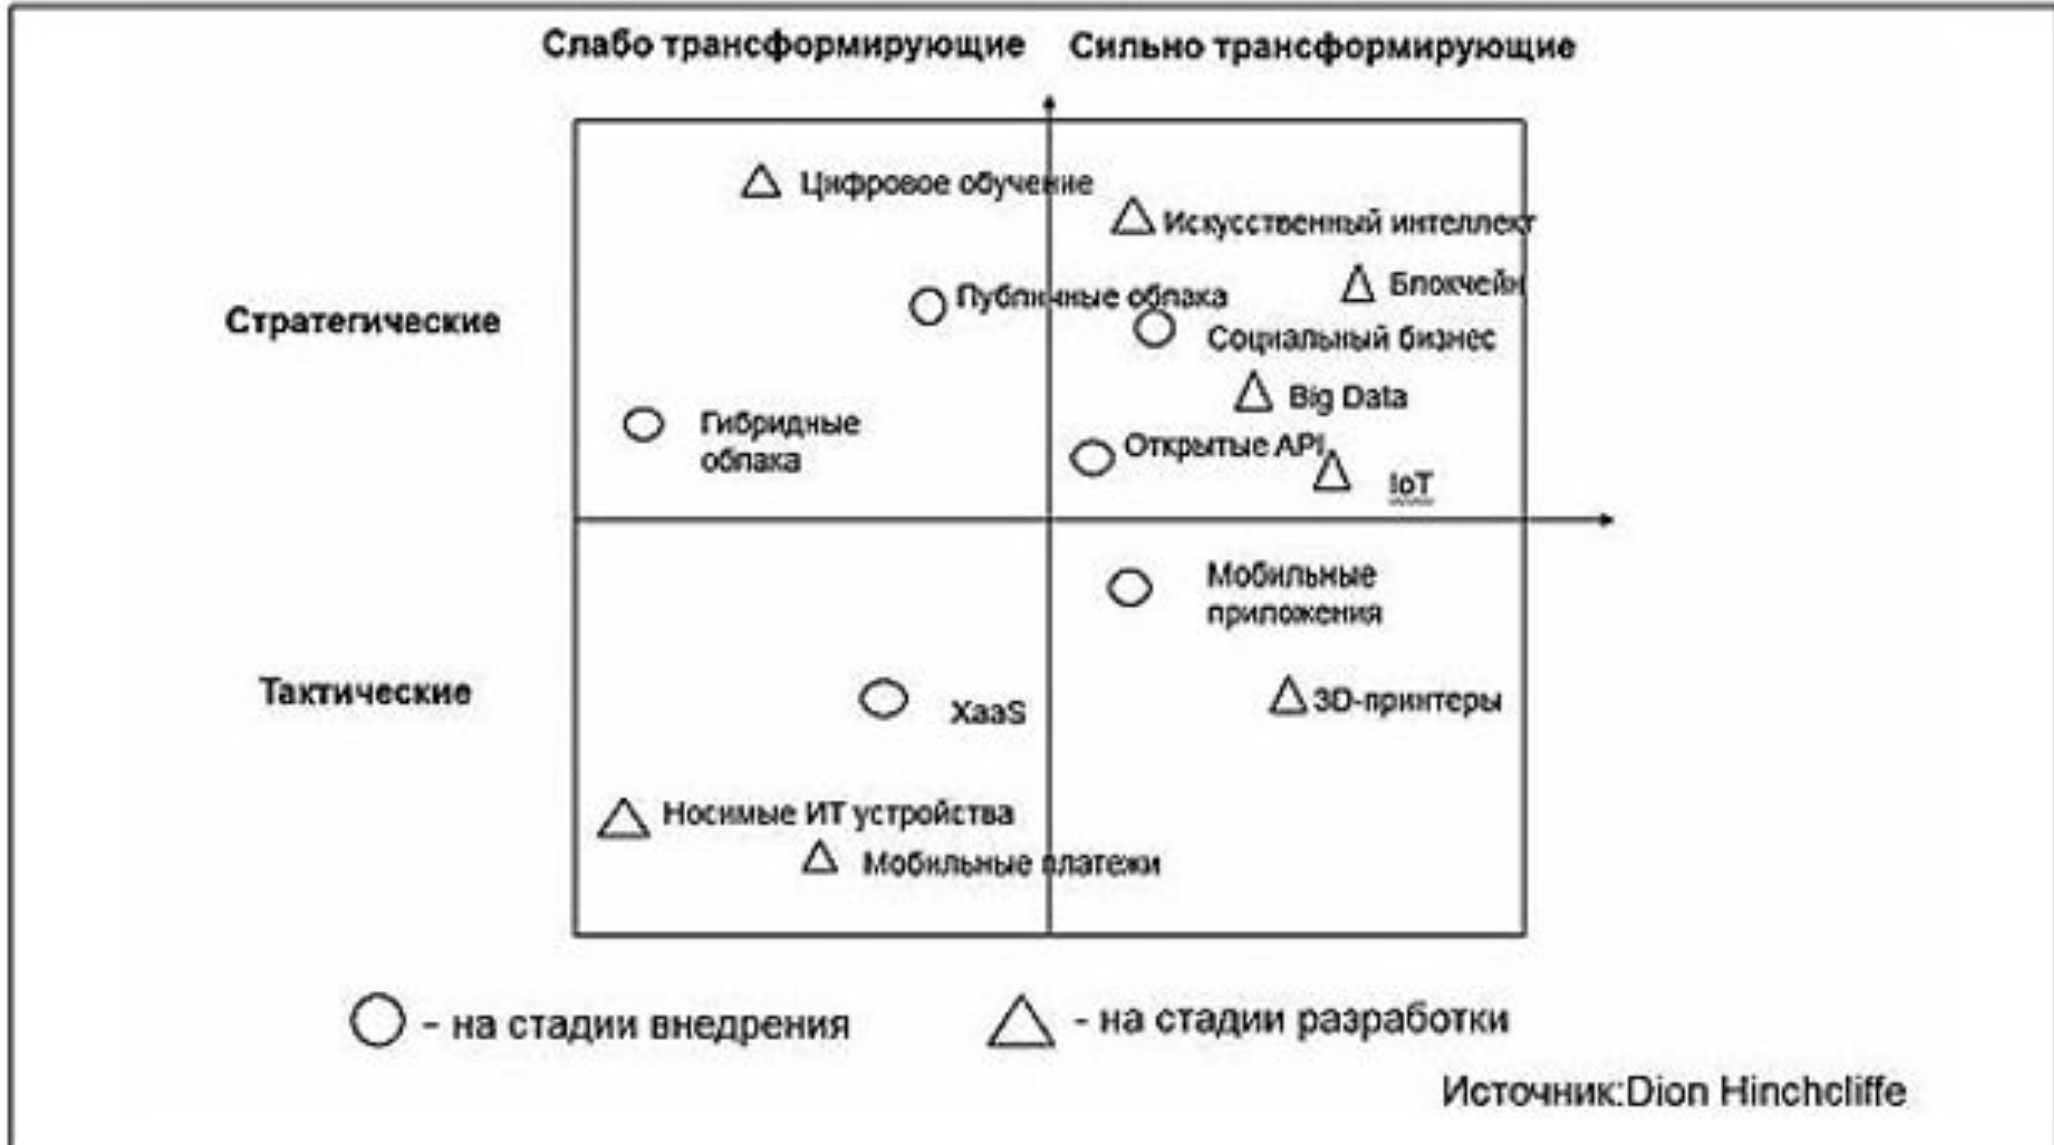 Слабо трансформирующие
Сильно трансформирующие
Цифровое обучение
Искусственный интеллект
Блокчейн
Публичные облака
Стратегические
Социальный бизнес
Big Data
Гибридные
облака
Открытые API
IoT
Мобильные
приложения
Тактические
XaaS
3D-принтеры
Носимые ИТ устройства
Мобильные платежи
- на стадии внедрения
- на стадии разработки
Источник:Dion Hinchcliffe